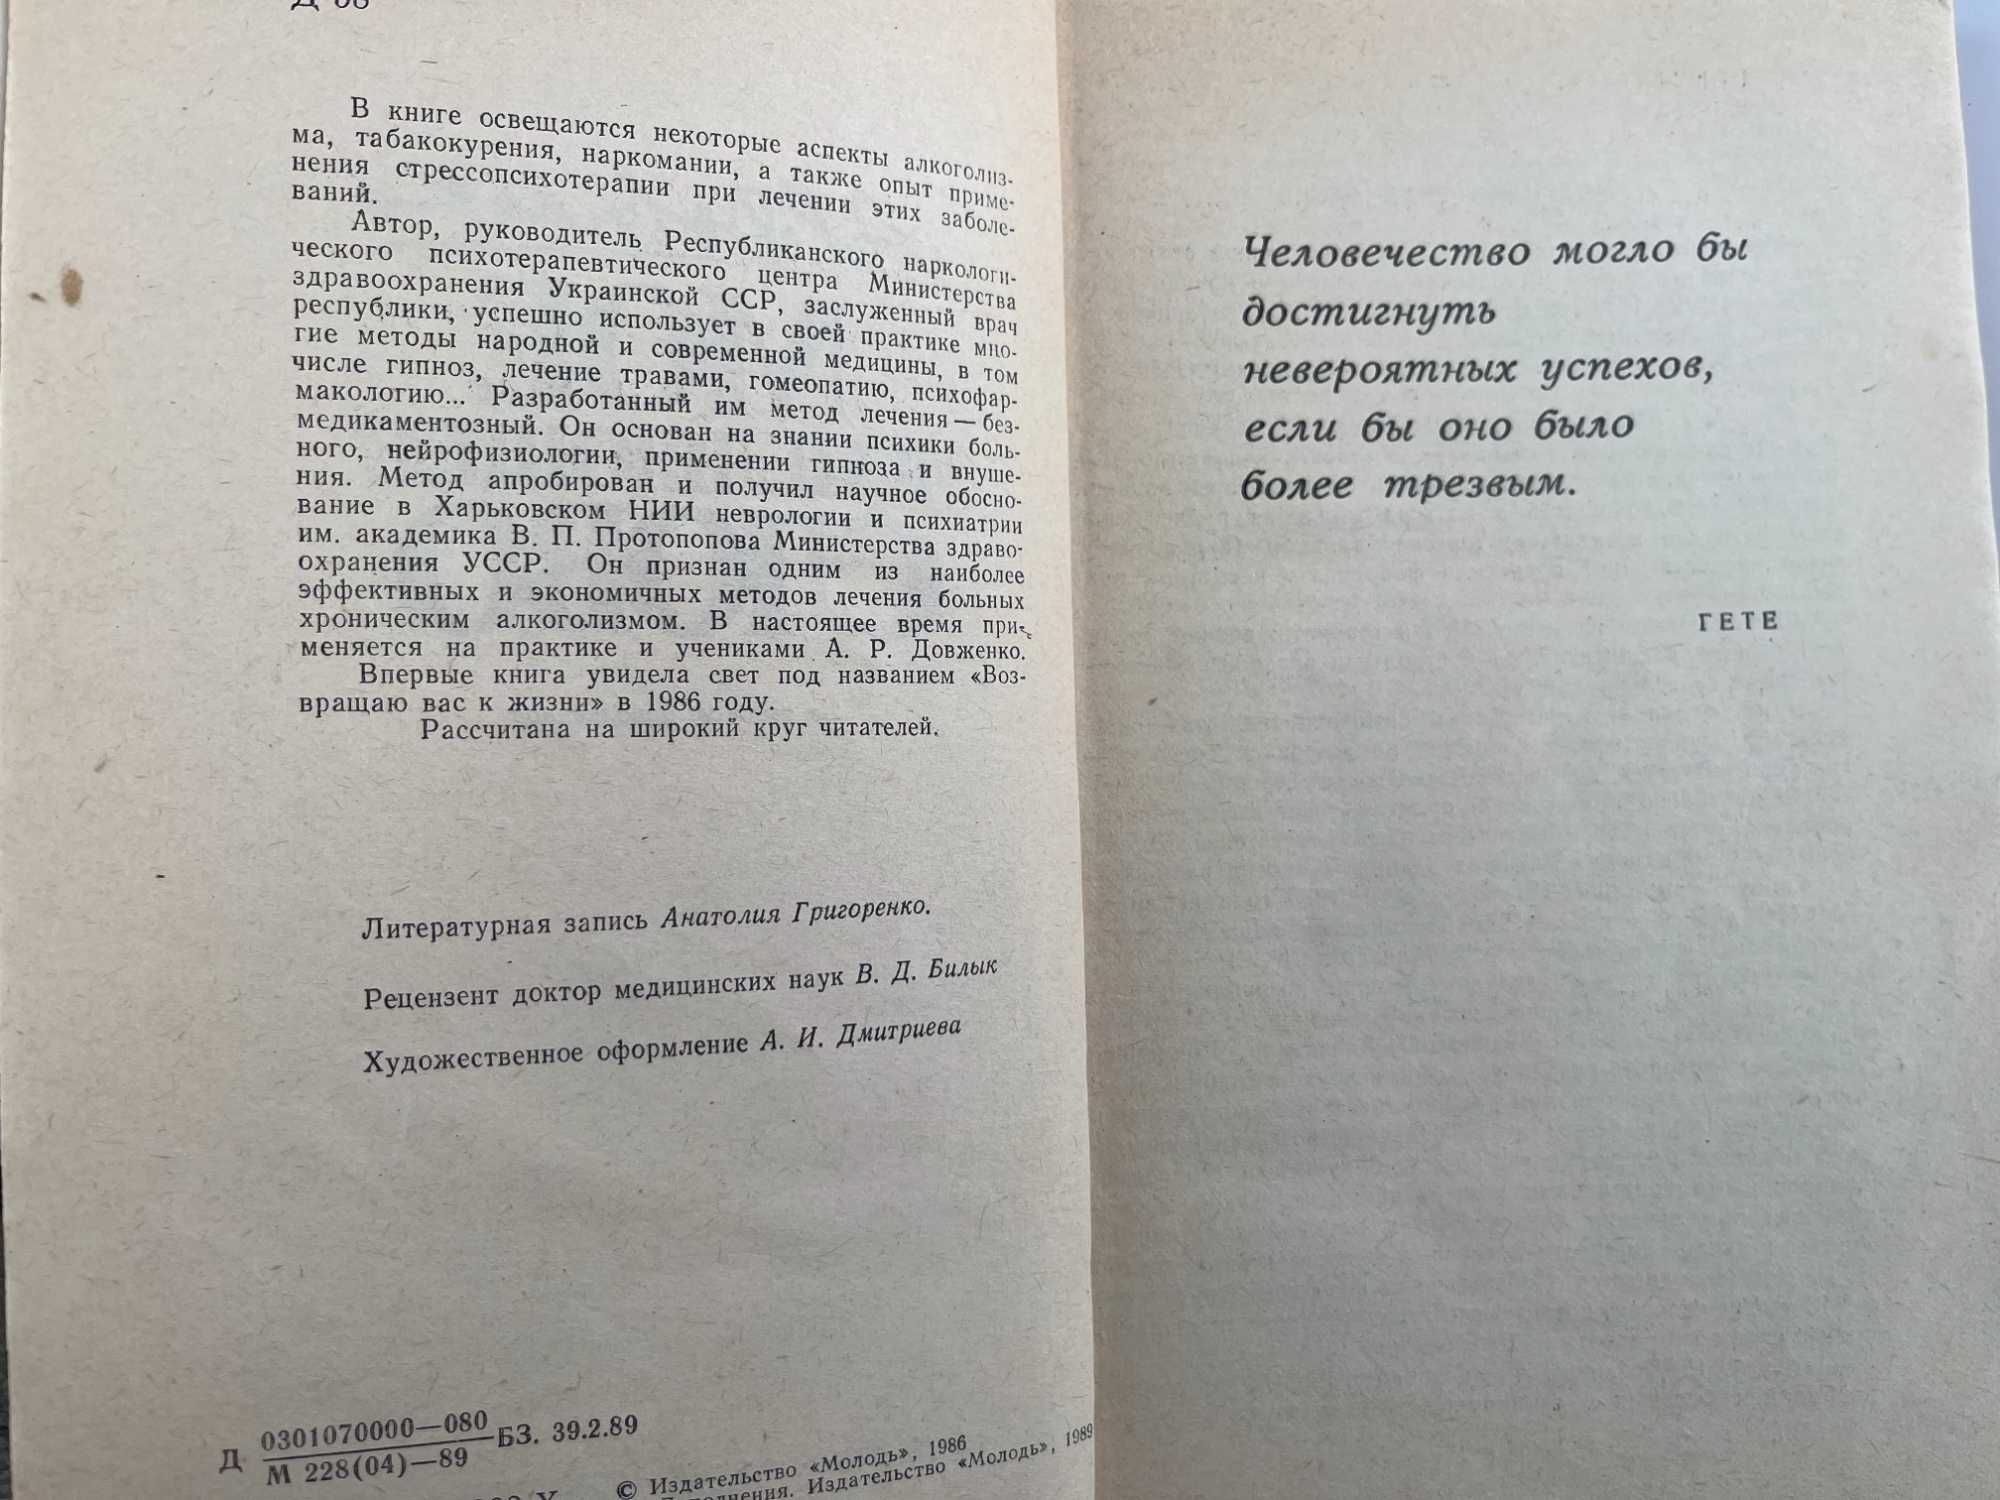 Д 58
В книге освещаются некоторые аспекты алкоголиз-
ма, табакокурения, наркомании, а также опыт приме-
нения стрессопсихотерапии при лечении этих заболе-
ваний.
Автор, руководитель Республиканского наркологи-
ческого психотерапевтического центра Министерства
здравоохранения Украинской ССР, заслуженный врач
республики, успешно использует в своей практике мно-
гие методы народной и современной медицины, в том
числе гипноз, лечение травами, гомеопатию, психофар-
макологию... Разработанный им метод лечения — без-
медикаментозный. Он основан на знании психики боль-
ного, нейрофизиологии, применении гипноза и внуше-
ния. Метод апробирован и получил научное обосно-
вание в Харьковском НИИ неврологии и психиатрии
им. академика В. П. Протопопова Министерства здраво-
охранения УССР. Он признан одним из наиболее
эффективных и экономичных методов лечения больных
хроническим алкоголизмом. В настоящее время при-
меняется на практике и учениками А. Р. Довженко.
Впервые книга увидела свет под названием «Воз-
вращаю вас к жизни» в 1986 году.
Рассчитана на широкий круг читателей.
Литературная запись Анатолия Григоренко.
Рецензент доктор медицинских наук В. Д. Билык
Художественное оформление А. И. Дмитриева
Д 0301070000—080 БЗ. 39.2.89
М 228(04)—89
© Издательство «Молодь», 1986
Издательство «Молодь», 1989
Человечество могло бы
достигнуть
невероятных успехов,
если бы оно было
более трезвым.
ГЕТЕ